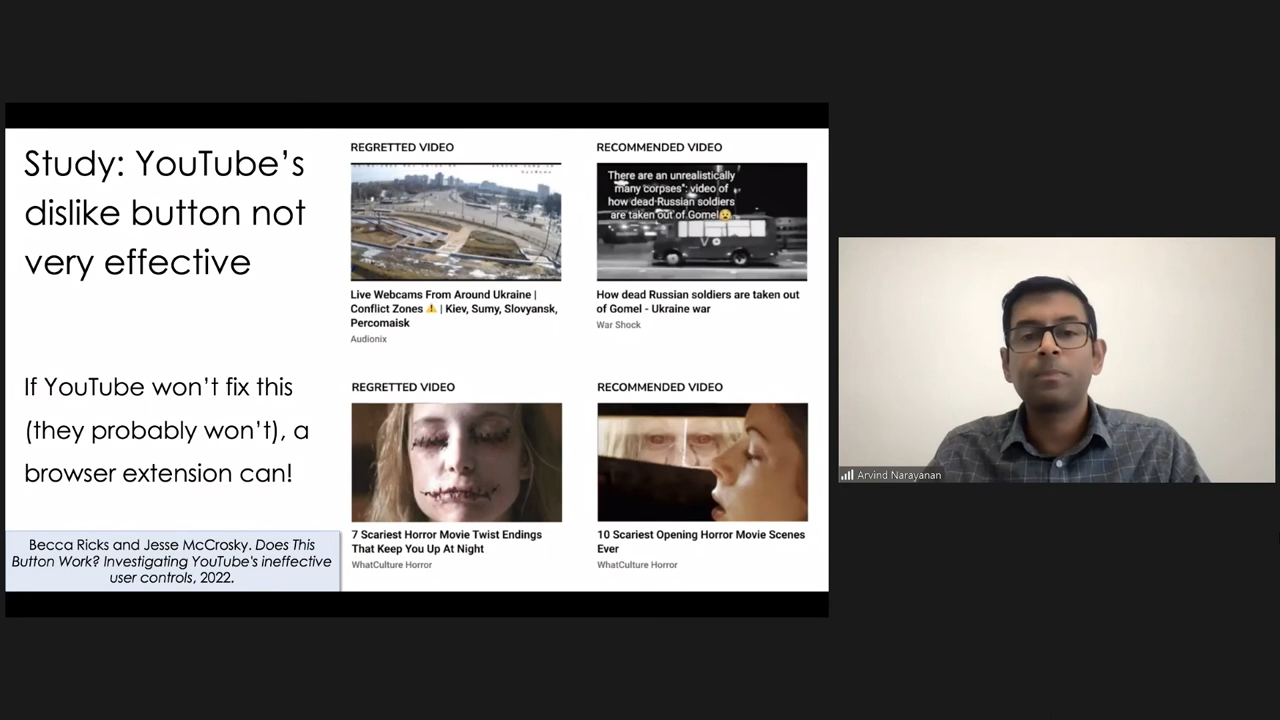 Study: YouTube's
dislike button not
very effective
If YouTube won't fix this
(they probably won't), a
browser extension can!
Becca Ricks and Jesse McCrosky. Does This
Button Work? Investigating YouTube's ineffective
user controls, 2022.
REGRETTED VIDEO
Live Webcams From Around Ukraine |
Conflict Zones ⚠️ | Kiev, Sumy, Slovyansk,
Percomaisk
Audionix
RECOMMENDED VIDEO
There are an unrealistically
many corpses": video of
how dead Russian soldiers
are taken out of Gomel😧
How dead Russian soldiers are taken out
of Gomel - Ukraine war
War Shock
REGRETTED VIDEO
7 Scariest Horror Movie Twist Endings
That Keep You Up At Night
WhatCulture Horror
RECOMMENDED VIDEO
10 Scariest Opening Horror Movie Scenes
Ever
WhatCulture Horror
Arvind Narayanan